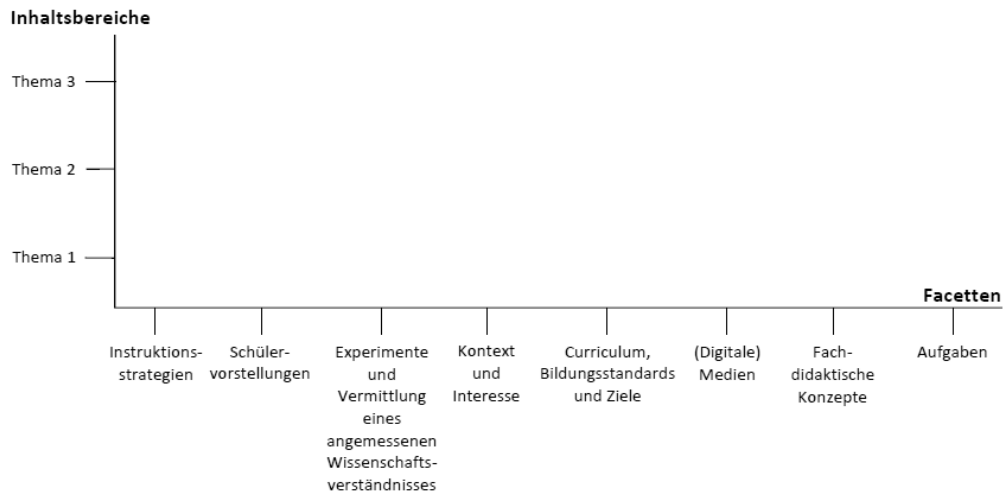 Inhaltsbereiche
Thema 3
Thema 2
Thema 1
Facetten
Instruktions-
strategien
Schüler-
vorstellungen
Experimente
und
Vermittlung
eines
angemessenen
Wissenschafts-
verständnisses
Kontext
und
Interesse
Curriculum,
Bildungsstandards
und Ziele
(Digitale)
Medien
Fach-
didaktische
Konzepte
Aufgaben